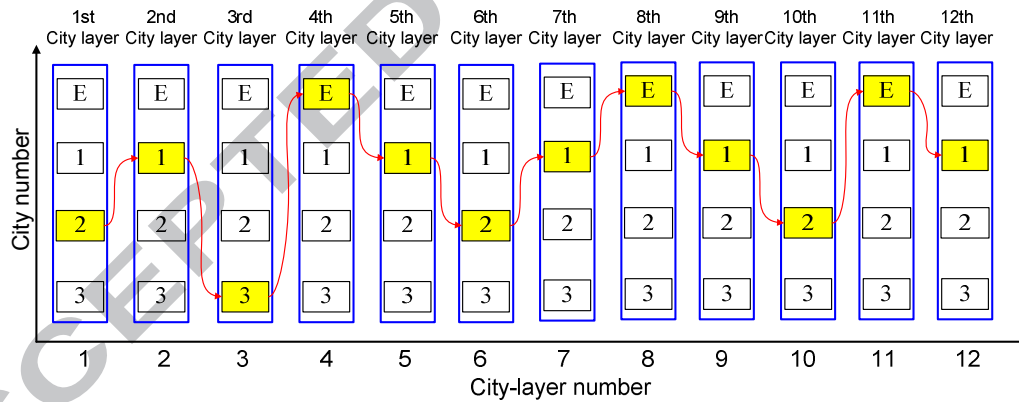 1st 2nd 3rd 4th 5th 6th 7th 8th 9th 10th 11th 12th
City layer City layer City layer City layer City layer City layer City layer City layer City layer City layer City layer City layer
E E E E E E E E E E E E
1 1 1 1 1 1 1 1 1 1 1 1
2 2 2 2 2 2 2 2 2 2 2 2
3 3 3 3 3 3 3 3 3 3 3 3
City number
1 2 3 4 5 6 7 8 9 10 11 12
City-layer number
CCEPTED